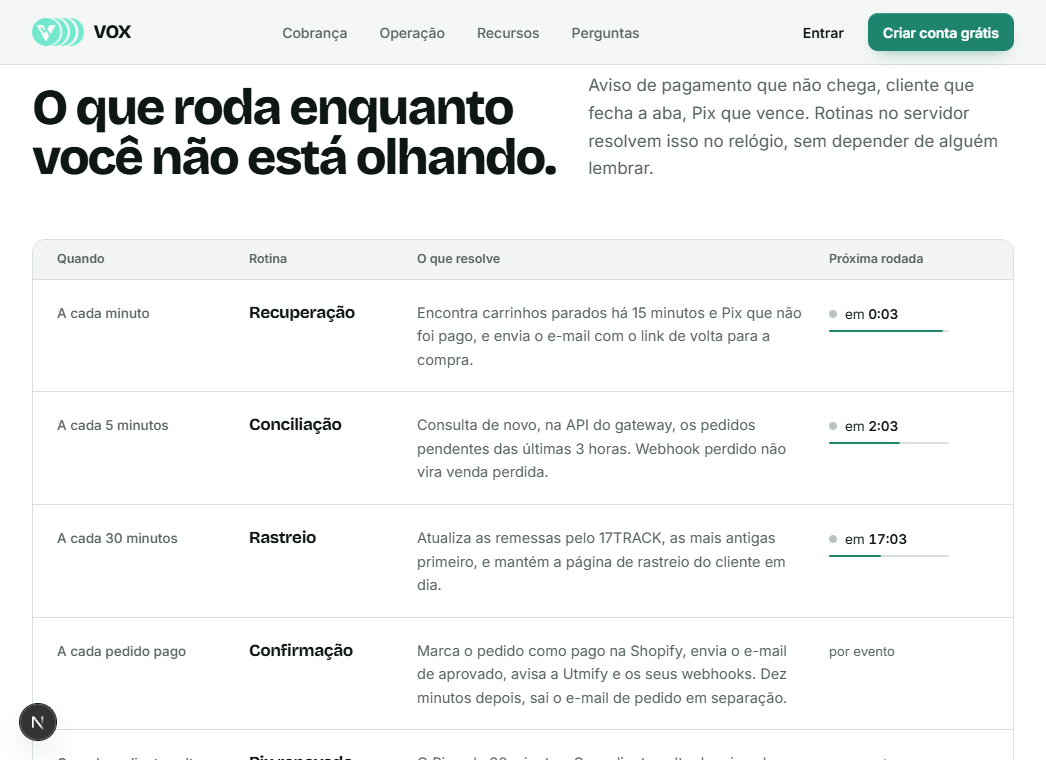 VOX
Cobrança
Operação
Recursos
Perguntas
Entrar
Criar conta grátis
O que roda enquanto
você não está olhando.
Aviso de pagamento que não chega, cliente que
fecha a aba, Pix que vence. Rotinas no servidor
resolvem isso no relógio, sem depender de alguém
lembrar.
Quando
Rotina
O que resolve
Próxima rodada
A cada minuto
Recuperação
Encontra carrinhos parados há 15 minutos e Pix que não
foi pago, e envia o e-mail com o link de volta para a
compra.
em 0:03
A cada 5 minutos
Conciliação
Consulta de novo, na API do gateway, os pedidos
pendentes das últimas 3 horas. Webhook perdido não
vira venda perdida.
em 2:03
A cada 30 minutos
Rastreio
Atualiza as remessas pelo 17TRACK, as mais antigas
primeiro, e mantém a página de rastreio do cliente em
dia.
em 17:03
A cada pedido pago
Confirmação
Marca o pedido como pago na Shopify, envia o e-mail
de aprovado, avisa a Utmify e os seus webhooks. Dez
minutos depois, sai o e-mail de pedido em separação.
por evento
N